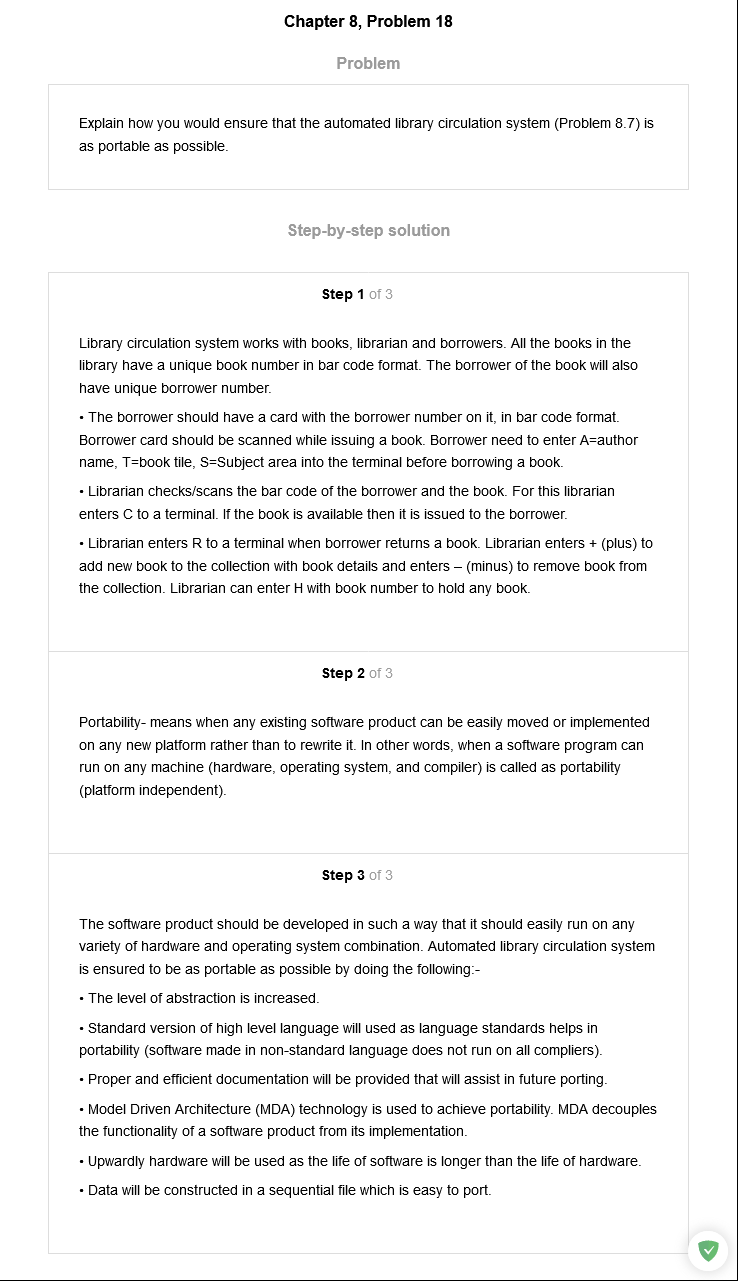 Chapter 8, Problem 18
Problem
Explain how you would ensure that the automated library circulation system (Problem 8.7) is
as portable as possible.
Step-by-step solution
Step 1 of 3
Library circulation system works with books, librarian and borrowers. All the books in the
library have a unique book number in bar code format. The borrower of the book will also
have unique borrower number.
• The borrower should have a card with the borrower number on it, in bar code format.
Borrower card should be scanned while issuing a book. Borrower need to enter A=author
name, T=book tile, S=Subject area into the terminal before borrowing a book.
• Librarian checks/scans the bar code of the borrower and the book. For this librarian
enters C to a terminal. If the book is available then it is issued to the borrower.
• Librarian enters R to a terminal when borrower returns a book. Librarian enters + (plus) to
add new book to the collection with book details and enters – (minus) to remove book from
the collection. Librarian can enter H with book number to hold any book.
Step 2 of 3
Portability- means when any existing software product can be easily moved or implemented
on any new platform rather than to rewrite it. In other words, when a software program can
run on any machine (hardware, operating system, and compiler) is called as portability
(platform independent).
Step 3 of 3
The software product should be developed in such a way that it should easily run on any
variety of hardware and operating system combination. Automated library circulation system
is ensured to be as portable as possible by doing the following:-
• The level of abstraction is increased.
• Standard version of high level language will used as language standards helps in
portability (software made in non-standard language does not run on all compliers).
• Proper and efficient documentation will be provided that will assist in future porting.
• Model Driven Architecture (MDA) technology is used to achieve portability. MDA decouples
the functionality of a software product from its implementation.
• Upwardly hardware will be used as the life of software is longer than the life of hardware.
• Data will be constructed in a sequential file which is easy to port.